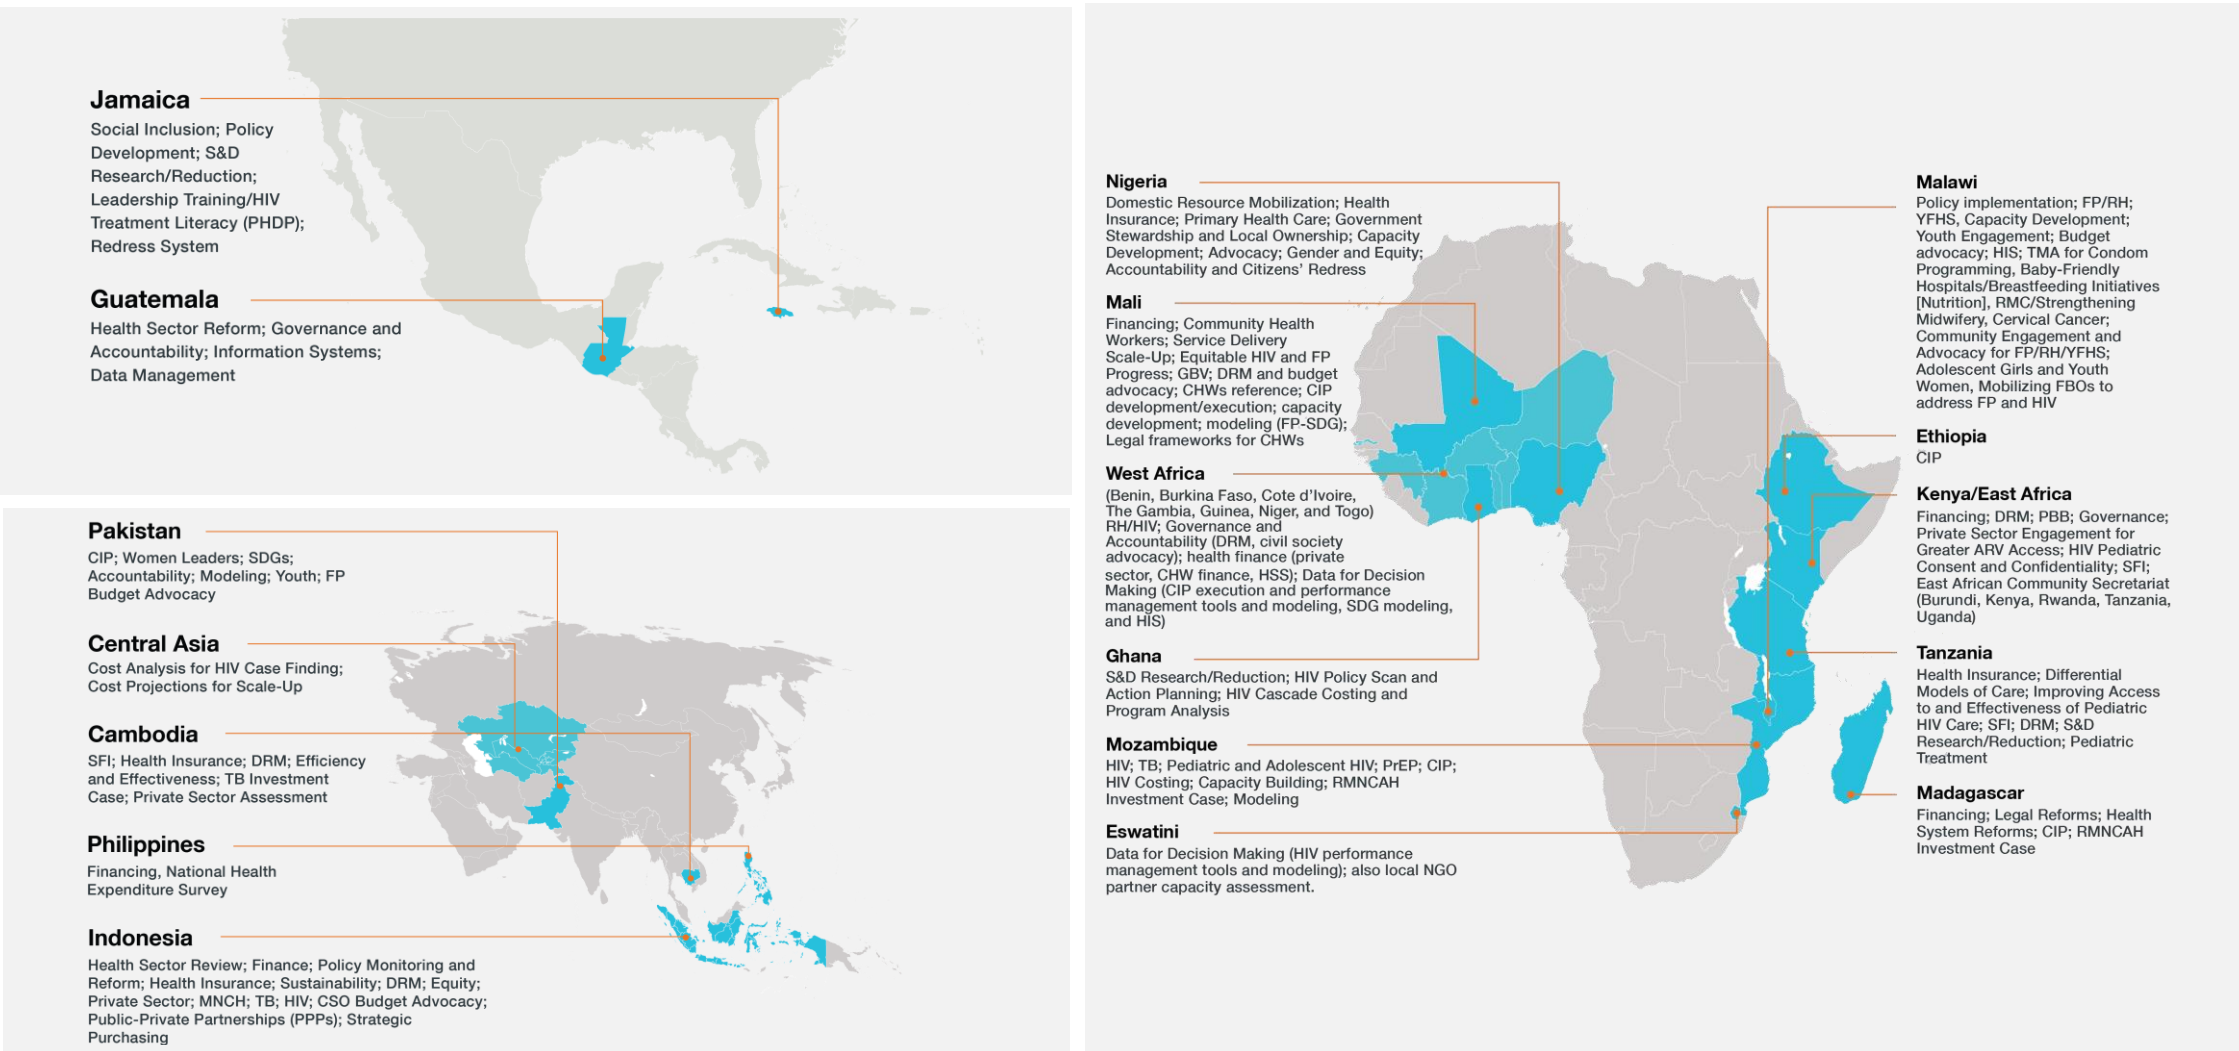 Jamaica
Social Inclusion; Policy
Development; S&D
Research/Reduction;
Leadership Training/HIV
Treatment Literacy (PHDP);
Redress System
Guatemala
Health Sector Reform; Governance and
Accountability; Information Systems;
Data Management
Pakistan
CIP; Women Leaders; SDGs;
Accountability; Modeling; Youth; FP
Budget Advocacy
Central Asia
Cost Analysis for HIV Case Finding;
Cost Projections for Scale-Up
Cambodia
SFI; Health Insurance; DRM; Efficiency
and Effectiveness; TB Investment
Case; Private Sector Assessment
Philippines
Financing, National Health
Expenditure Survey
Indonesia
Health Sector Review; Finance; Policy Monitoring and
Reform; Health Insurance; Sustainability; DRM; Equity;
Private Sector; MNCH; TB; HIV; CSO Budget Advocacy;
Public-Private Partnerships (PPPs); Strategic
Purchasing
Nigeria
Domestic Resource Mobilization; Health
Insurance; Primary Health Care; Government
Stewardship and Local Ownership; Capacity
Development; Advocacy; Gender and Equity;
Accountability and Citizens' Redress
Mali
Financing; Community Health
Workers; Service Delivery
Scale-Up; Equitable HIV and FP
Progress; GBV; DRM and budget
advocacy; CHWs reference; CIP
development/execution; capacity
development; modeling (FP-SDG);
Legal frameworks for CHWs
West Africa
(Benin, Burkina Faso, Cote d'Ivoire,
The Gambia, Guinea, Niger, and Togo)
RH/HIV; Governance and
Accountability (DRM, civil society
advocacy); health finance (private
sector, CHW finance, HSS); Data for Decision
Making (CIP execution and performance
management tools and modeling, SDG modeling,
and HIS)
Ghana
S&D Research/Reduction; HIV Policy Scan and
Action Planning; HIV Cascade Costing and
Program Analysis
Mozambique
HIV; TB; Pediatric and Adolescent HIV; PrEP; CIP;
HIV Costing; Capacity Building; RMNCAH
Investment Case; Modeling
Eswatini
Data for Decision Making (HIV performance
management tools and modeling); also local NGO
partner capacity assessment.
Malawi
Policy implementation; FP/RH;
YFHS, Capacity Development;
Youth Engagement; Budget
advocacy; HIS; TMA for Condom
Programming, Baby-Friendly
Hospitals/Breastfeeding Initiatives
[Nutrition], RMC/Strengthening
Midwifery, Cervical Cancer;
Community Engagement and
Advocacy for FP/RH/YFHS;
Adolescent Girls and Youth
Women, Mobilizing FBOs to
address FP and HIV
Ethiopia
CIP
Kenya/East Africa
Financing; DRM; PBB; Governance;
Private Sector Engagement for
Greater ARV Access; HIV Pediatric
Consent and Confidentiality; SFI;
East African Community Secretariat
(Burundi, Kenya, Rwanda, Tanzania,
Uganda)
Tanzania
Health Insurance; Differential
Models of Care; Improving Access
to and Effectiveness of Pediatric
HIV Care; SFI; DRM; S&D
Research/Reduction; Pediatric
Treatment
Madagascar
Financing; Legal Reforms; Health
System Reforms; CIP; RMNCAH
Investment Case